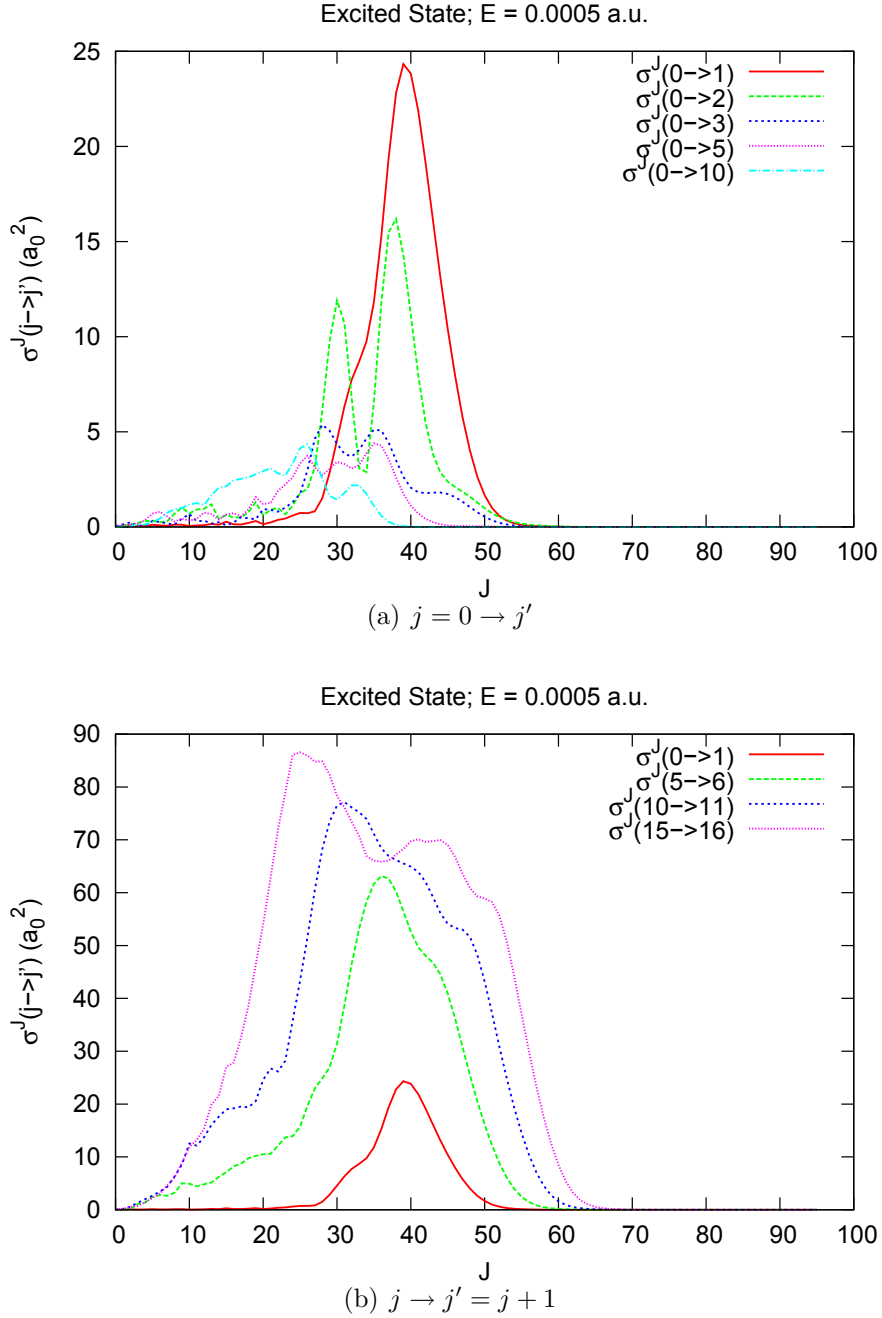 Excited State; E = 0.0005 a.u.
σ^J(0->1)
σ^J(0->2)
σ^J(0->3)
σ^J(0->5)
σ^J(0->10)
25
20
15
10
5
0
σ^J(j->j') (a_0^2)
0 10 20 30 40 50 60 70 80 90 100
J
(a) j = 0 → j′
Excited State; E = 0.0005 a.u.
σ^J(0->1)
σ^J(5->6)
σ^J(10->11)
σ^J(15->16)
90
80
70
60
50
40
30
20
10
0
σ^J(j->j') (a_0^2)
0 10 20 30 40 50 60 70 80 90 100
J
(b) j → j′ = j + 1